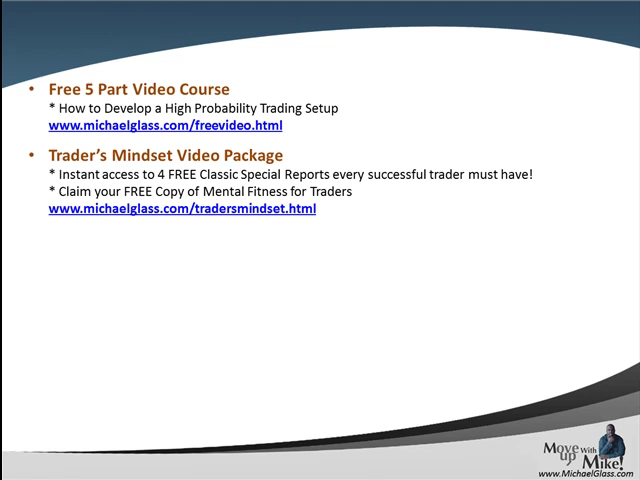 • Free 5 Part Video Course
* How to Develop a High Probability Trading Setup
www.michaelglass.com/freevideo.html
• Trader’s Mindset Video Package
* Instant access to 4 FREE Classic Special Reports every successful trader must have!
* Claim your FREE Copy of Mental Fitness for Traders
www.michaelglass.com/tradersmindset.html
Move up With Mike!
www.MichaelGlass.com